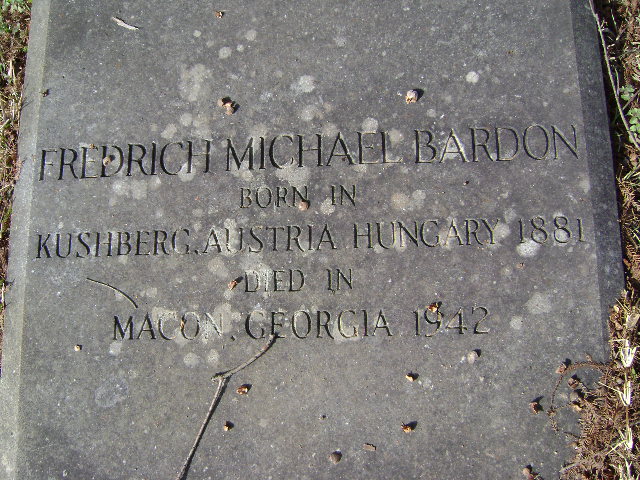 FREDRICH MICHAEL BARDON
BORN IN
KUSHBERG, AUSTRIA HUNGARY 1881
DIED IN
MACON, GEORGIA 1942